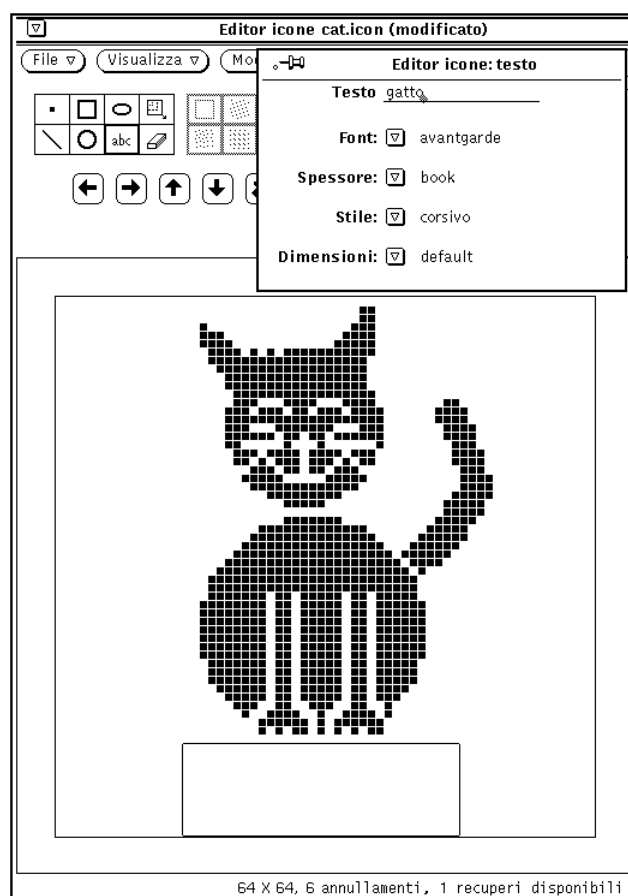 Editor icone cat.icon (modificato)
File Visualizza
Editor icone: testo
Testo gatto
abc
Font: avantgarde
Spessore: book
Stile: corsivo
Dimensioni: default
64 X 64, 6 annullamenti, 1 recuperi disponibili